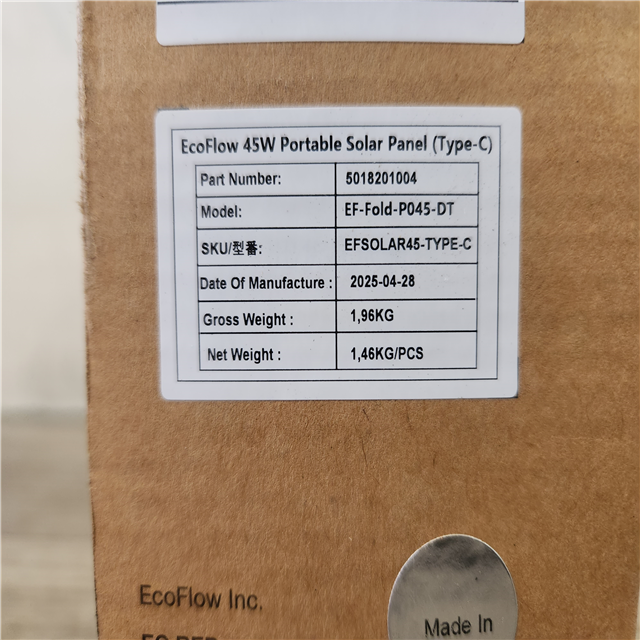 EcoFlow 45W Portable Solar Panel (Type-C)
Part Number: 5018201004
Model: EF-Fold-P045-DT
SKU/型番: EFSOLAR45-TYPE-C
Date Of Manufacture : 2025-04-28
Gross Weight : 1,96KG
Net Weight : 1,46KG/PCS
EcoFlow Inc.
Made In